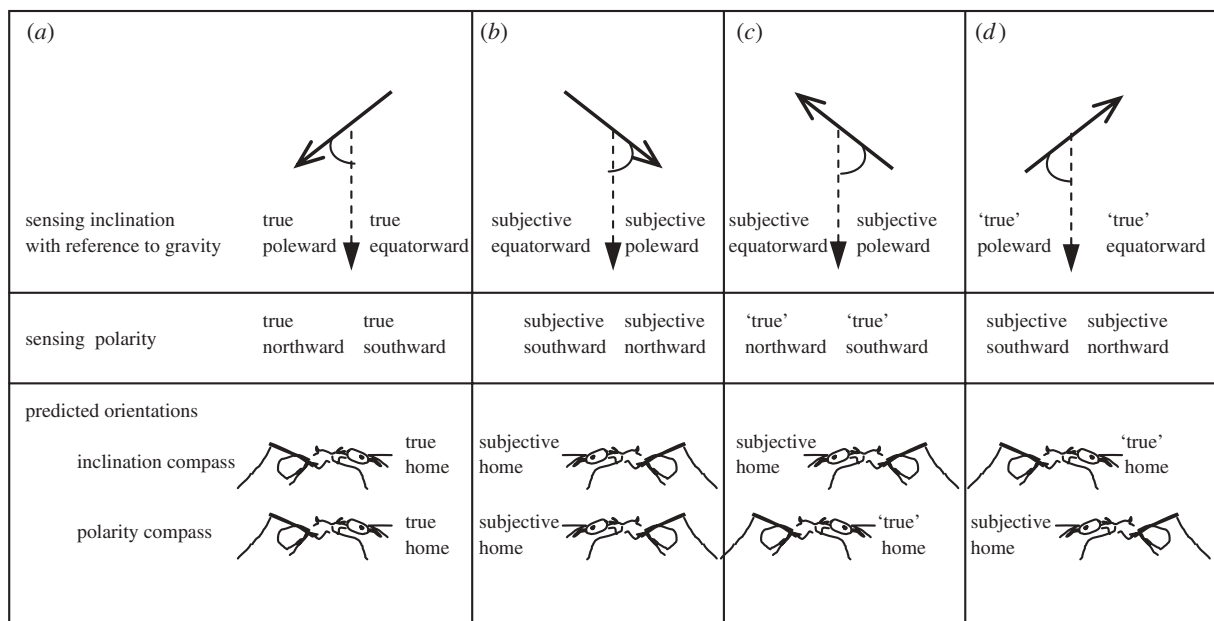 (a)
(b)
(c)
(d)
sensing inclination
with reference to gravity
true
poleward
true
equatorward
subjective
equatorward
subjective
poleward
subjective
equatorward
subjective
poleward
‘true’
poleward
‘true’
equatorward
sensing polarity
true
northward
true
southward
subjective
southward
subjective
northward
‘true’
northward
‘true’
southward
subjective
southward
subjective
northward
predicted orientations
inclination compass
true
home
subjective
home
subjective
home
‘true’
home
polarity compass
true
home
subjective
home
‘true’
home
subjective
home